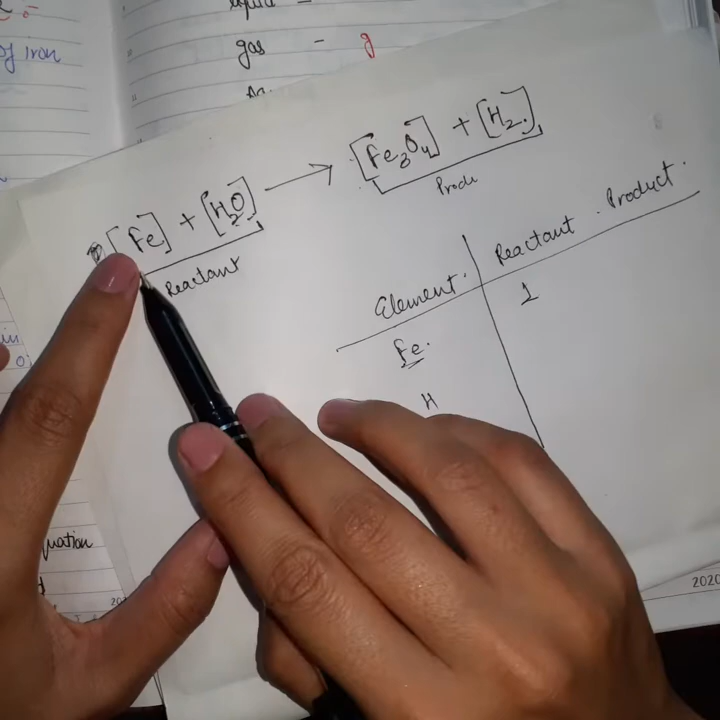 liquid -
gas - g
of iron
[Fe] + [H₂O] → [Fe₃O₄] + [H₂.]
Reactant
Produ
Element. Reactant. Product.
Fe. 1
H
uation
2020